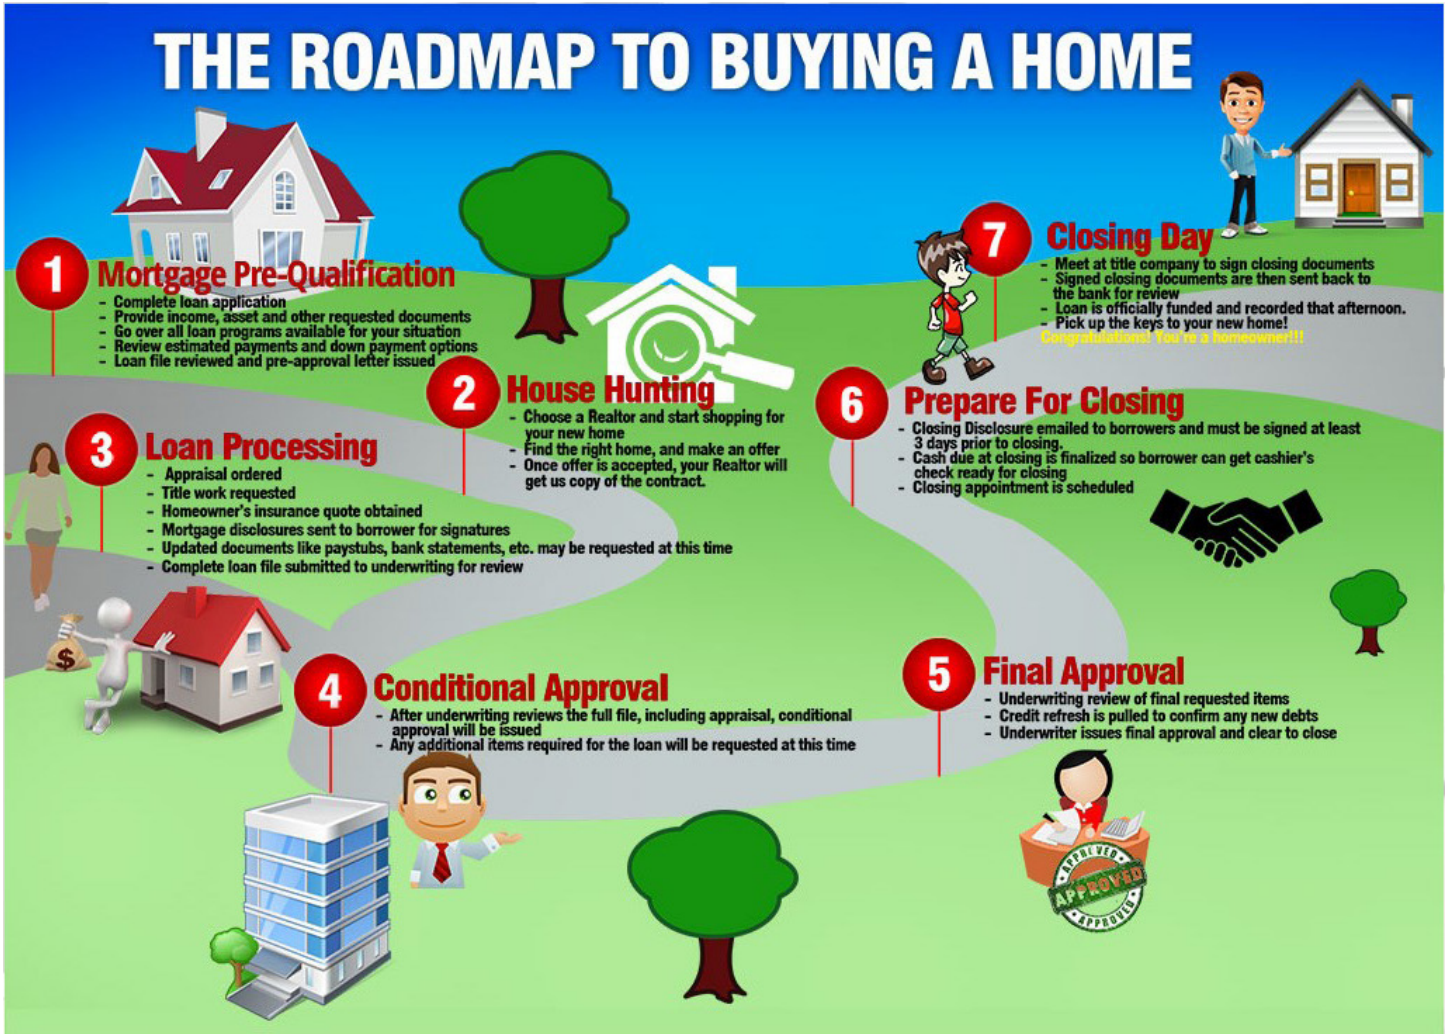 THE ROADMAP TO BUYING A HOME
1
Mortgage Pre-Qualification
- Complete loan application
- Provide income, asset and other requested documents
- Go over all loan programs available for your situation
- Review estimated payments and down payment options
- Loan file reviewed and pre-approval letter issued
2
House Hunting
- Choose a Realtor and start shopping for
your new home
- Find the right home, and make an offer
- Once offer is accepted, your Realtor will
get us copy of the contract.
3
Loan Processing
- Appraisal ordered
- Title work requested
- Homeowner's insurance quote obtained
- Mortgage disclosures sent to borrower for signatures
- Updated documents like paystubs, bank statements, etc. may be requested at this time
- Complete loan file submitted to underwriting for review
$
4
Conditional Approval
- After underwriting reviews the full file, including appraisal, conditional
approval will be issued
- Any additional items required for the loan will be requested at this time
5
Final Approval
- Underwriting review of final requested items
- Credit refresh is pulled to confirm any new debts
- Underwriter issues final approval and clear to close
APPROVED
APPROVED
APPROVED
6
Prepare For Closing
- Closing Disclosure emailed to borrowers and must be signed at least
3 days prior to closing.
- Cash due at closing is finalized so borrower can get cashier's
check ready for closing
- Closing appointment is scheduled
7
Closing Day
- Meet at title company to sign closing documents
- Signed closing documents are then sent back to
the bank for review
- Loan is officially funded and recorded that afternoon.
- Pick up the keys to your new home!
Congratulations! You're a homeowner!!!